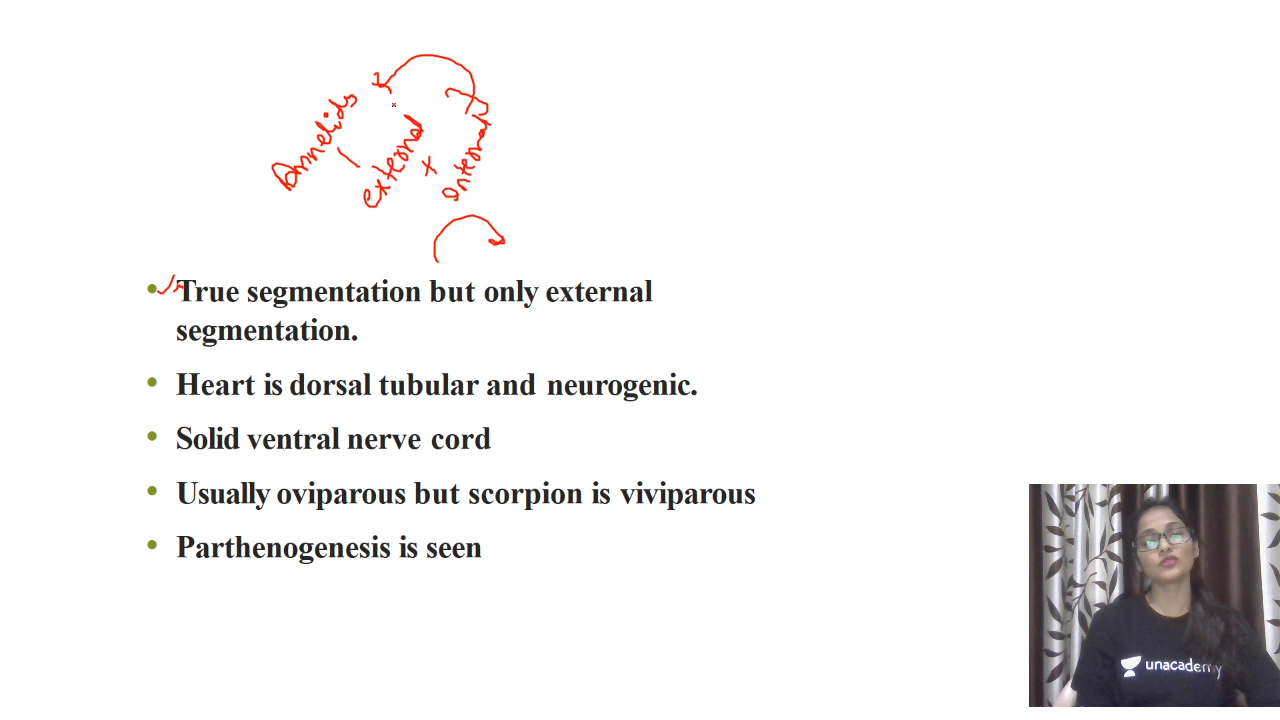 Annelids
External
+
Internal
• True segmentation but only external
segmentation.
• Heart is dorsal tubular and neurogenic.
• Solid ventral nerve cord
• Usually oviparous but scorpion is viviparous
• Parthenogenesis is seen
unacademy